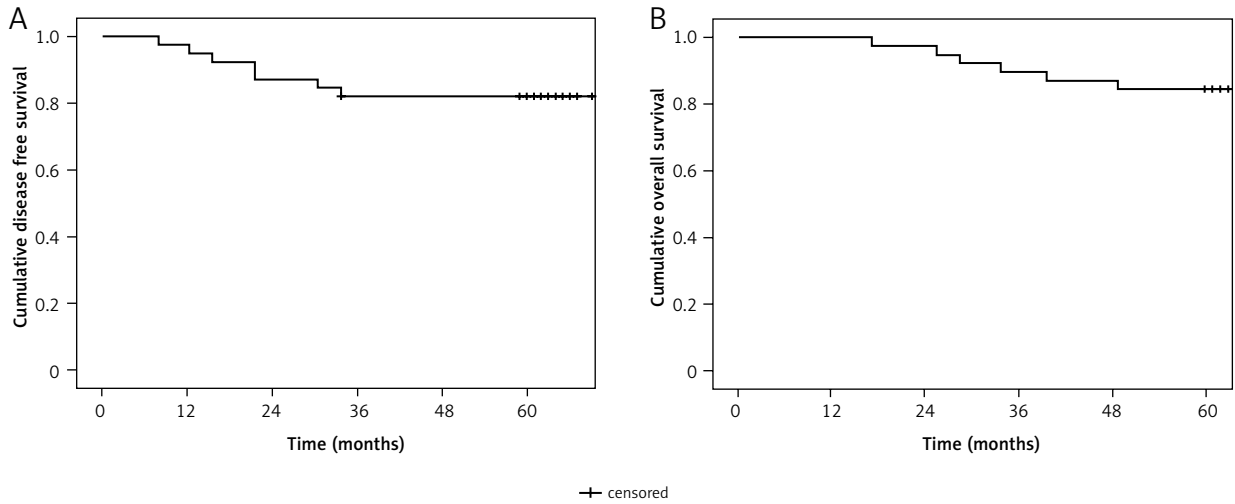 A
Cumulative disease free survival
1.0
0.8
0.6
0.4
0.2
0
0 12 24 36 48 60
Time (months)
B
Cumulative overall survival
1.0
0.8
0.6
0.4
0.2
0
0 12 24 36 48 60
Time (months)
censored